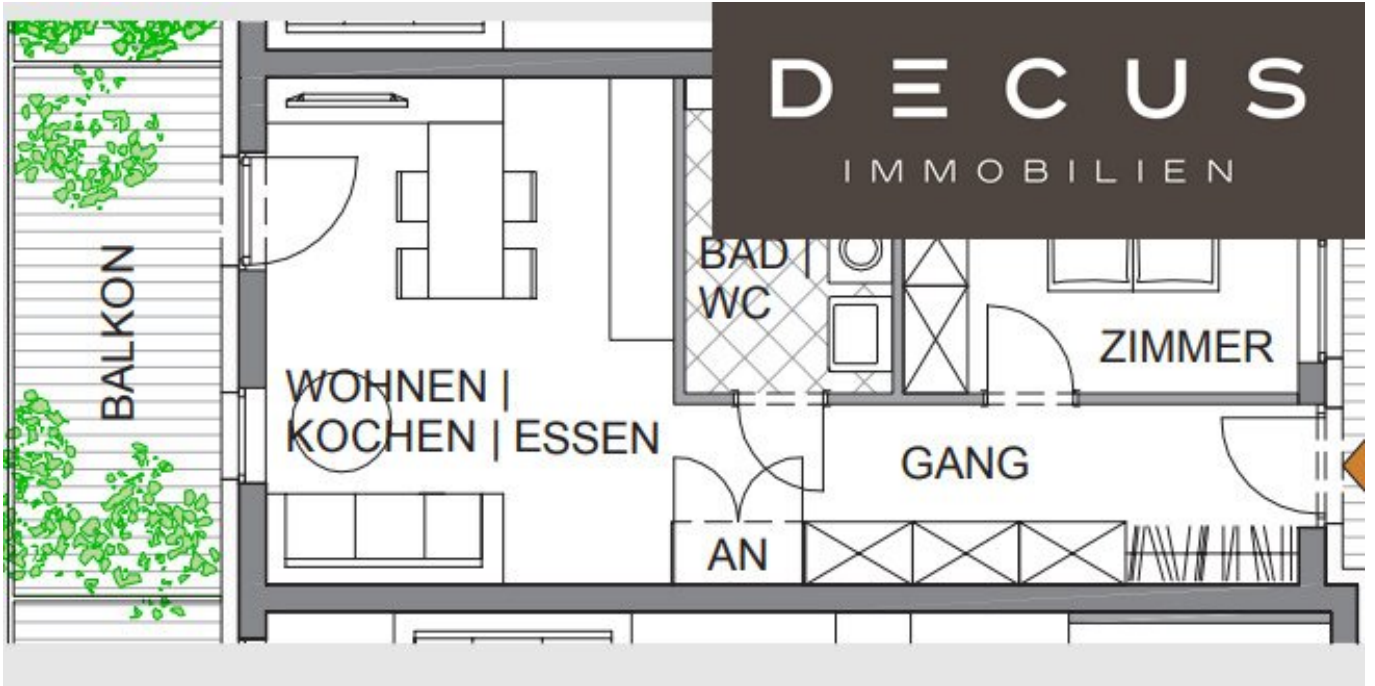 DECUS
IMMOBILIEN
BALKON
BAD |
WC
ZIMMER
WOHNEN |
KOCHEN | ESSEN
GANG
AN